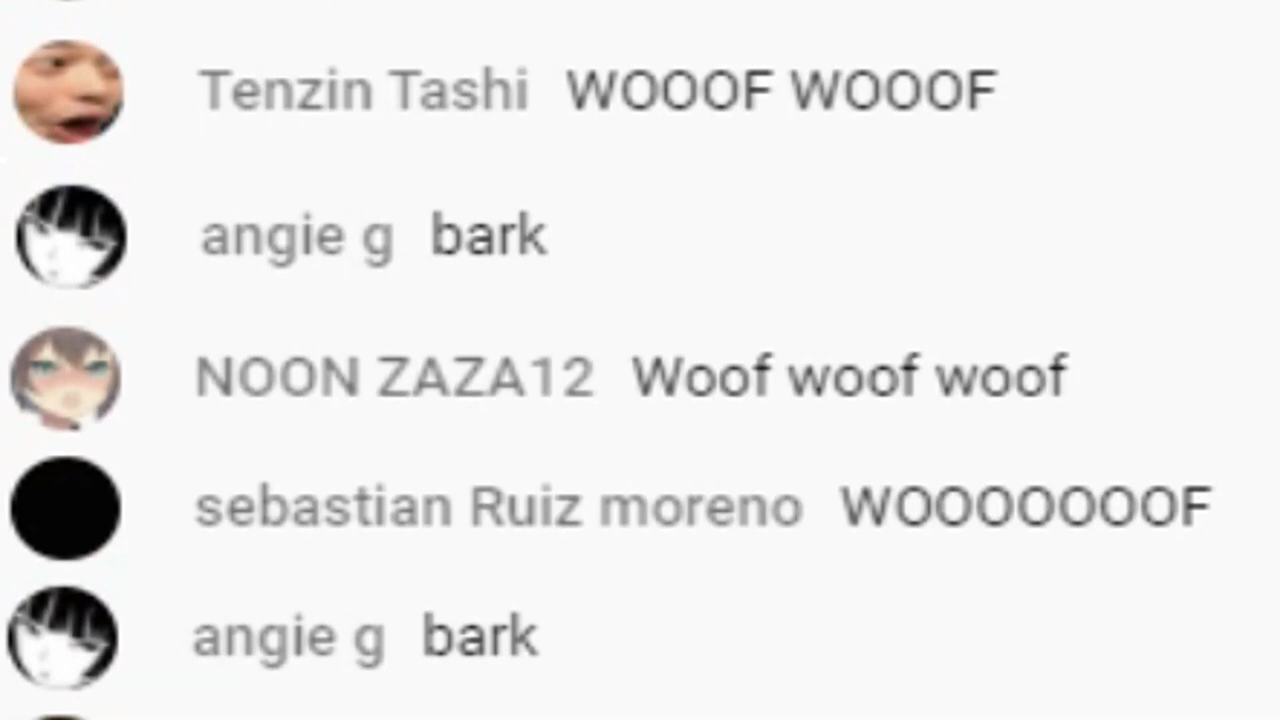 Tenzin Tashi WOOOF WOOOF
angie g bark
NOON ZAZA12 Woof woof woof
sebastian Ruiz moreno WOOOOOOOF
angie g bark